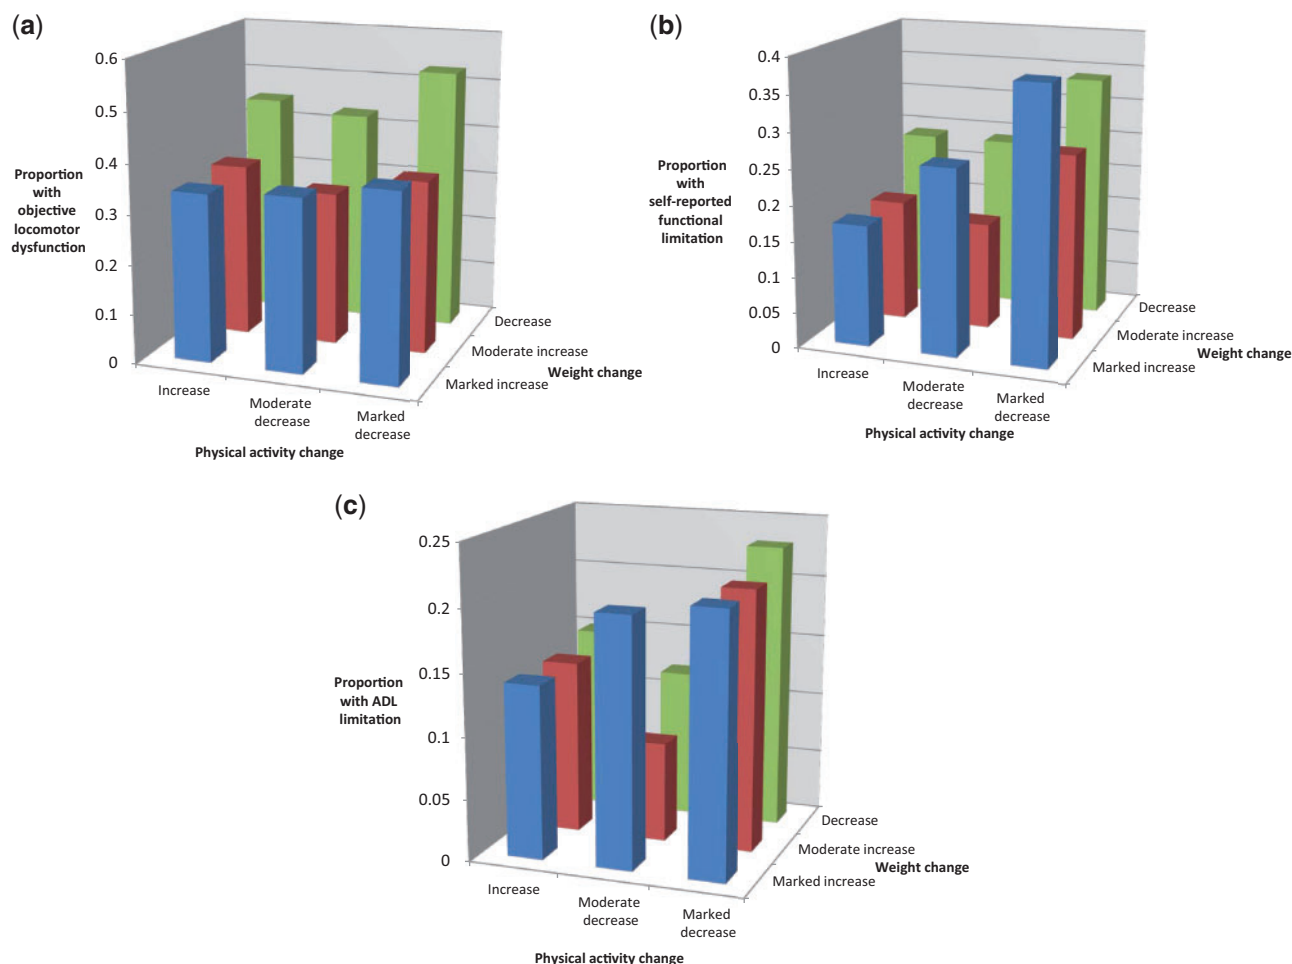 (a)
0.6
0.5
0.4
0.3
0.2
0.1
0
Proportion
with
objective
locomotor
dysfunction
Increase
Moderate
decrease
Marked
decrease
Physical activity change
Decrease
Moderate increase
Marked increase
Weight change
(b)
0.4
0.35
0.3
0.25
0.2
0.15
0.1
0.05
0
Proportion
with
self-reported
functional
limitation
Increase
Moderate
decrease
Marked
decrease
Physical activity change
Decrease
Moderate increase
Marked increase
Weight change
(c)
0.25
0.2
0.15
0.1
0.05
0
Proportion
with ADL
limitation
Increase
Moderate
decrease
Marked
decrease
Physical activity change
Decrease
Moderate increase
Marked increase
Weight change